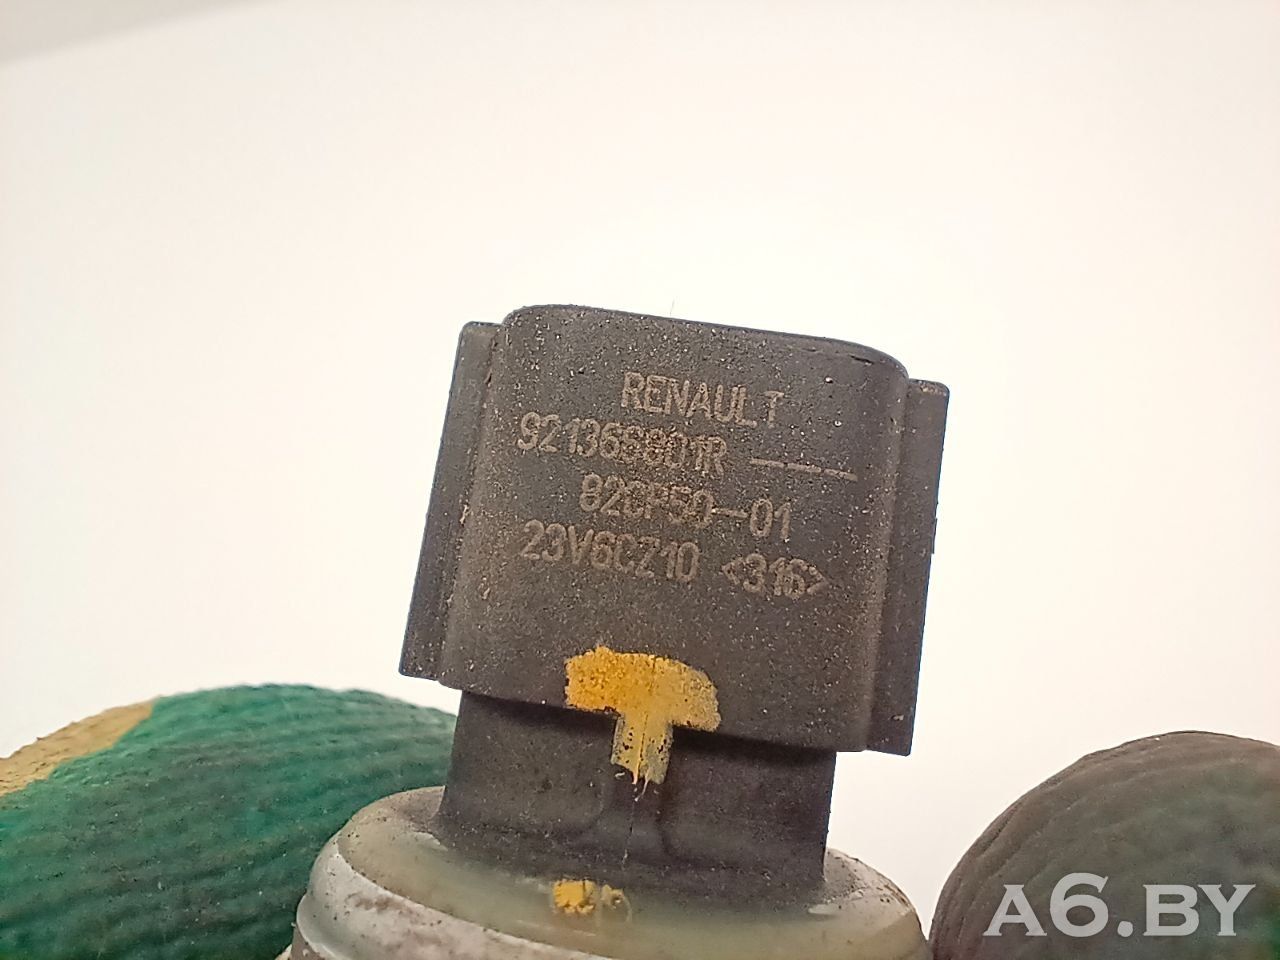 RENAULT
921366801R ----
82CP50-01
23V6CZ10 <316>
A6.BY